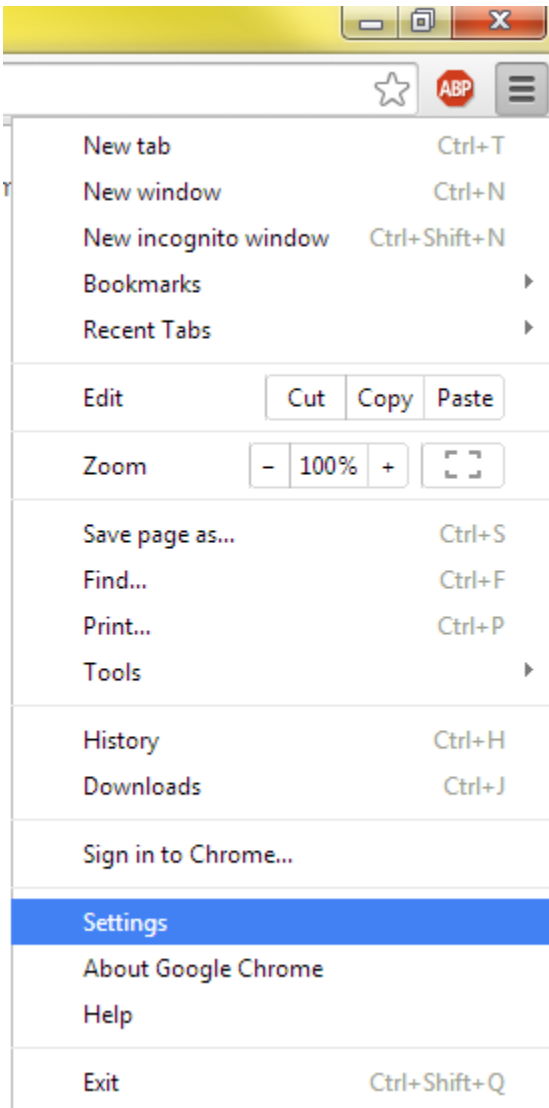 ABP
New tab Ctrl+T
New window Ctrl+N
New incognito window Ctrl+Shift+N
Bookmarks
Recent Tabs
Edit Cut Copy Paste
Zoom - 100% +
Save page as... Ctrl+S
Find... Ctrl+F
Print... Ctrl+P
Tools
History Ctrl+H
Downloads Ctrl+J
Sign in to Chrome...
Settings
About Google Chrome
Help
Exit Ctrl+Shift+Q